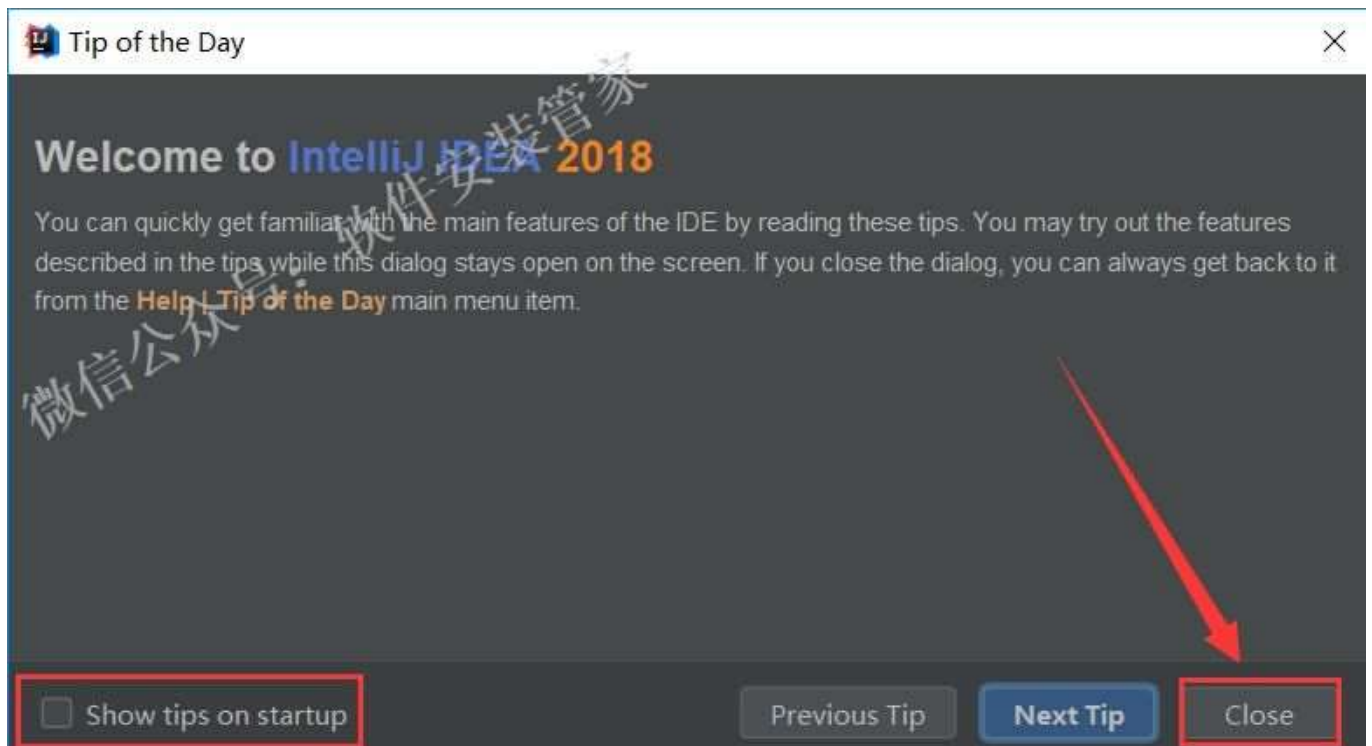 Tip of the Day
Welcome to IntelliJ IDEA 2018
You can quickly get familiar with the main features of the IDE by reading these tips. You may try out the features
described in the tips while this dialog stays open on the screen. If you close the dialog, you can always get back to it
from the Help | Tip of the Day main menu item.
微信公众号：软件安装管家
Show tips on startup
Previous Tip
Next Tip
Close